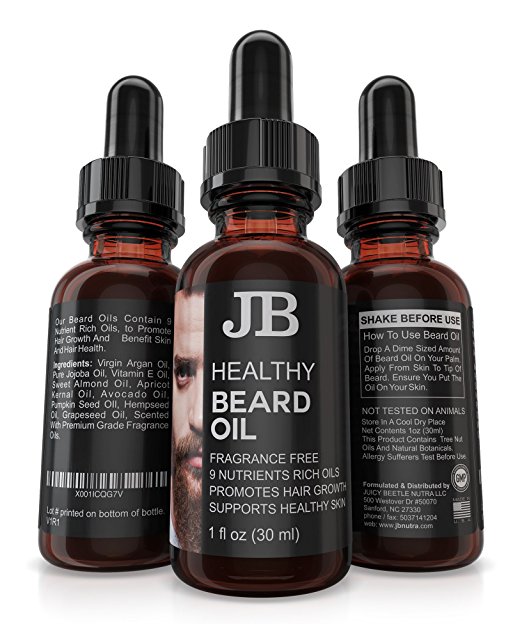 Our Beard Oils Contain 9
Nutrient Rich Oils, to Promote
Hair Growth And Benefit Skin
And Hair Health.
Ingredients: Virgin Argan Oil,
Pure Jojoba Oil, Vitamin E Oil
Sweet Almond Oil, Apricot
Kernal Oil, Avocado Oil,
Pumpkin Seed Oil, Hempseed
Oil, Grapeseed Oil, Scented
With Premium Grade Fragrance
Oils.
X001ICQG7V
Lot # printed on bottom of bottle.
V1R1
JB
HEALTHY
BEARD
OIL
FRAGRANCE FREE
9 NUTRIENTS RICH OILS
PROMOTES HAIR GROWTH
SUPPORTS HEALTHY SKIN
1 fl oz (30 ml)
SHAKE BEFORE USE
How To Use Beard Oil
Drop A Dime Sized Amount
Of Beard Oil On Your Palm.
Apply From Skin To Tip Of
Beard. Ensure You Put The
Oil On Your Skin.
NOT TESTED ON ANIMALS
Store In A Cool Dry Place
Net Contents 1oz (30ml)
This Product Contains Tree Nut
Oils And Natural Botanicals.
Allergy Sufferers Test Before Use.
Formulated & Distributed by
JUICY BEETLE NUTRA LLC
500 Westover Dr #50070
Sanford, NC 27330
phone / fax: 5037141204
web: www.jbnutra.com
GMP
MADE IN
U.S.A.